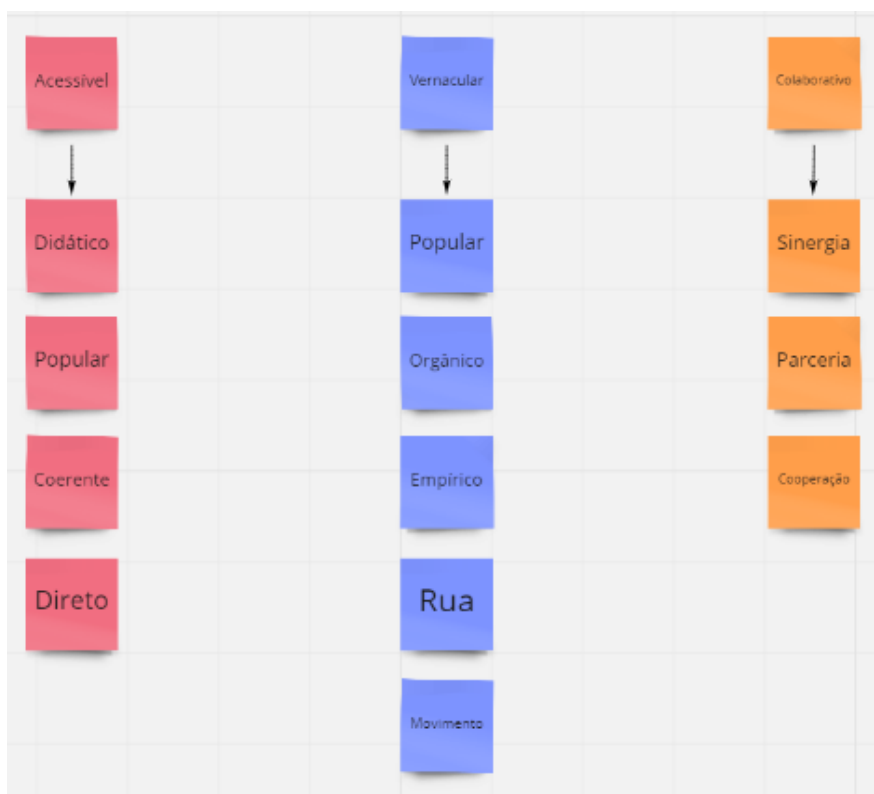 Acessível
Didático
Popular
Coerente
Direto
Vernacular
Popular
Orgânico
Empírico
Rua
Movimento
Colaborativo
Sinergia
Parceria
Cooperação